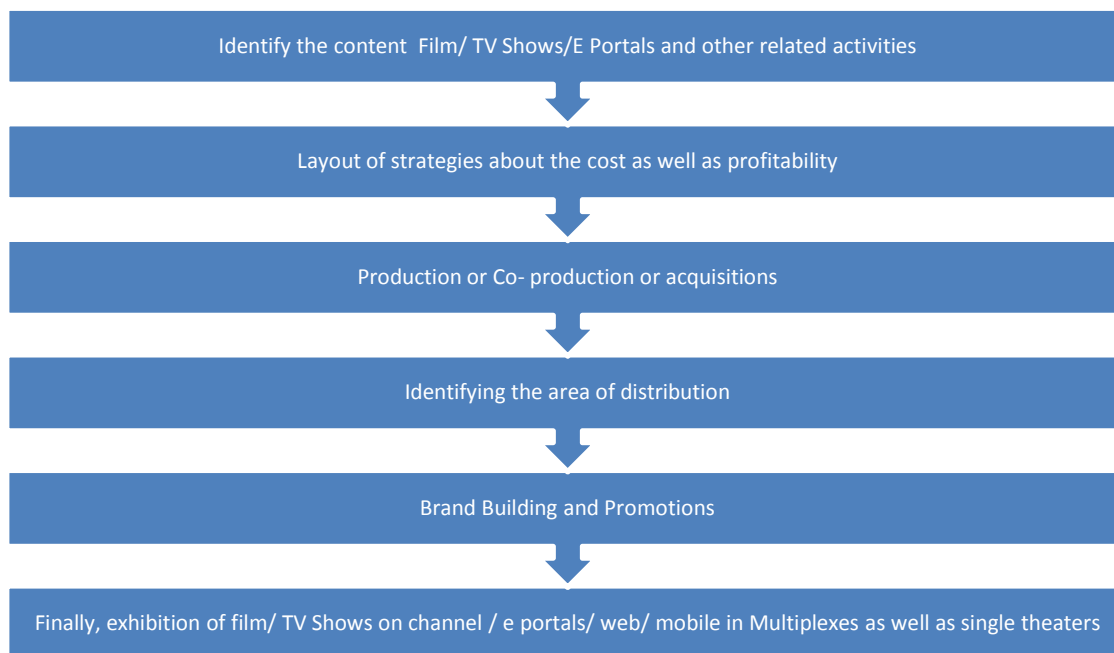 Identify the content  Film/ TV Shows/E Portals and other related activities
Layout of strategies about the cost as well as profitability
Production or Co- production or acquisitions
Identifying the area of distribution
Brand Building and Promotions
Finally, exhibition of film/ TV Shows on channel / e portals/ web/ mobile in Multiplexes as well as single theaters